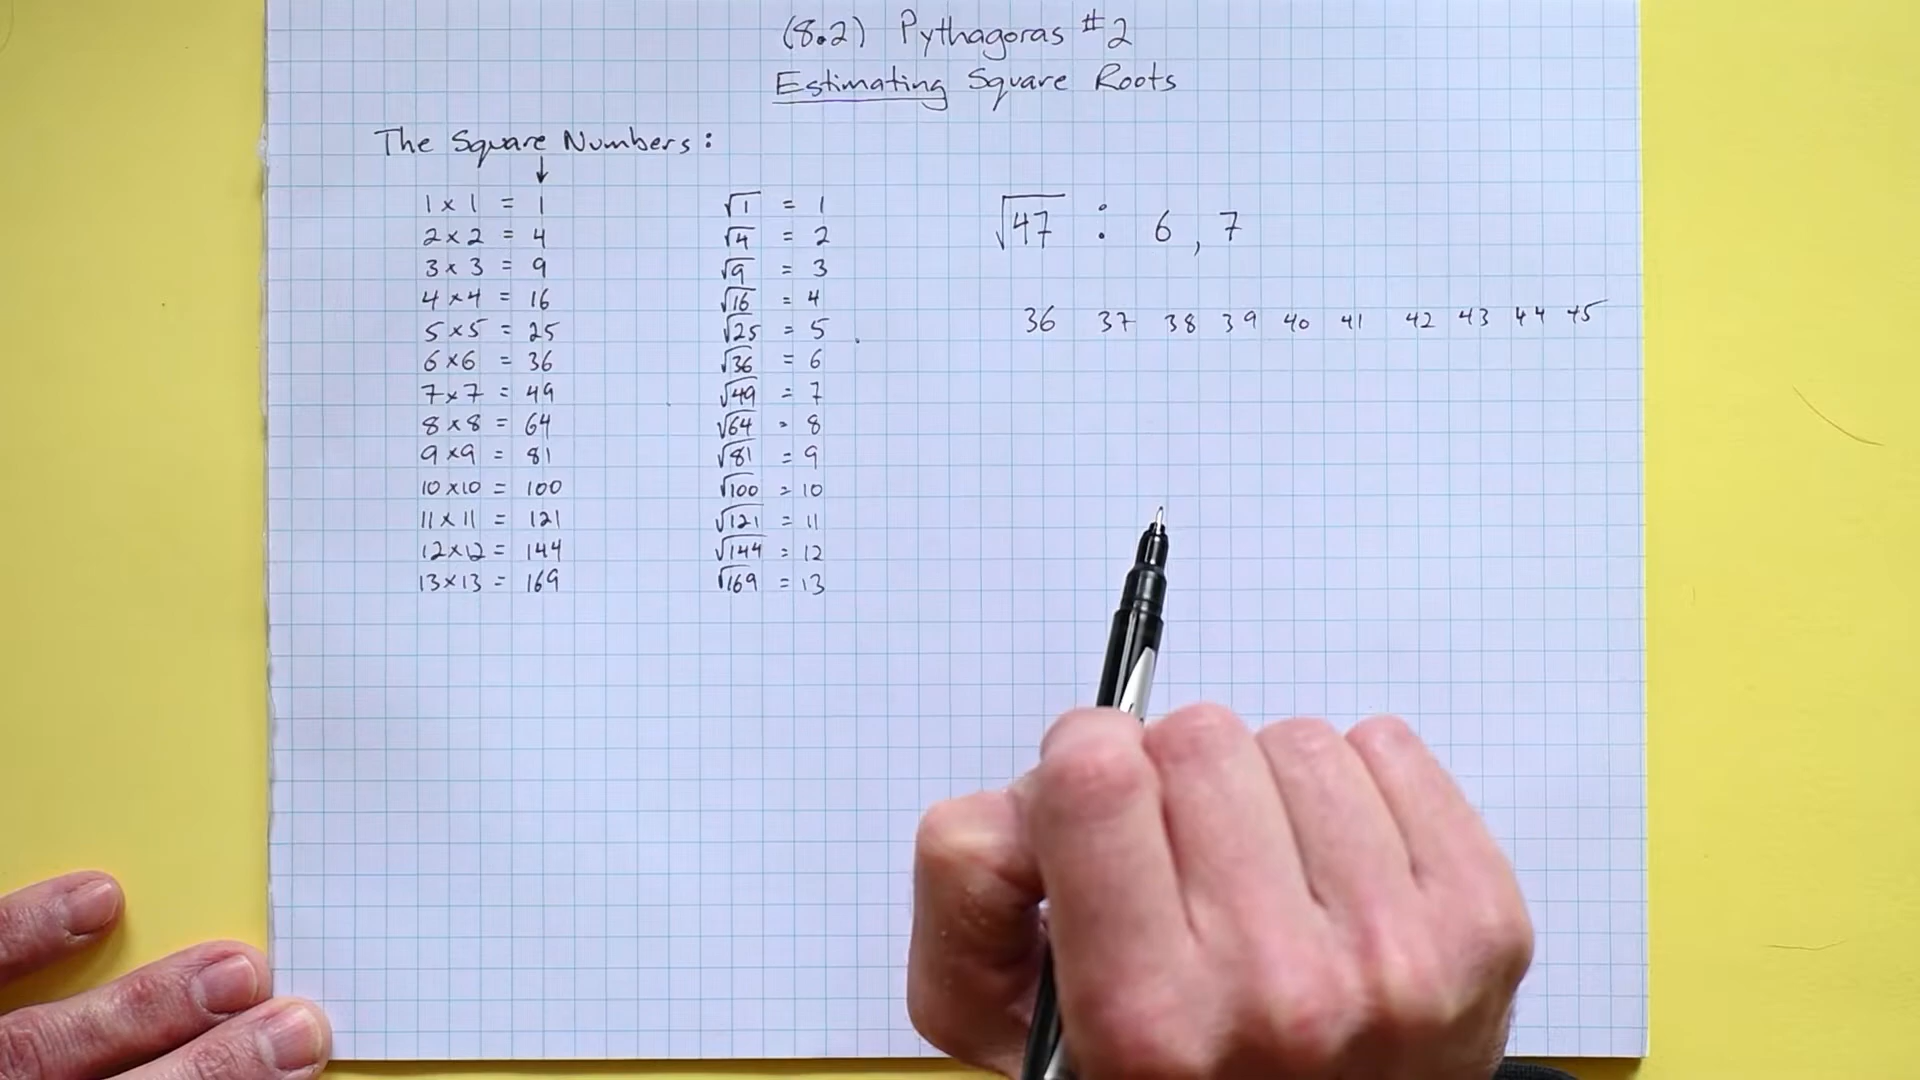 (8.2) Pythagoras #2
Estimating Square Roots
The Square Numbers:
↓
1 × 1 = 1
2 × 2 = 4
3 × 3 = 9
4 × 4 = 16
5 × 5 = 25
6 × 6 = 36
7 × 7 = 49
8 × 8 = 64
9 × 9 = 81
10 × 10 = 100
11 × 11 = 121
12 × 12 = 144
13 × 13 = 169
√1 = 1
√4 = 2
√9 = 3
√16 = 4
√25 = 5
√36 = 6
√49 = 7
√64 = 8
√81 = 9
√100 = 10
√121 = 11
√144 = 12
√169 = 13
√47 : 6, 7
36 37 38 39 40 41 42 43 44 45